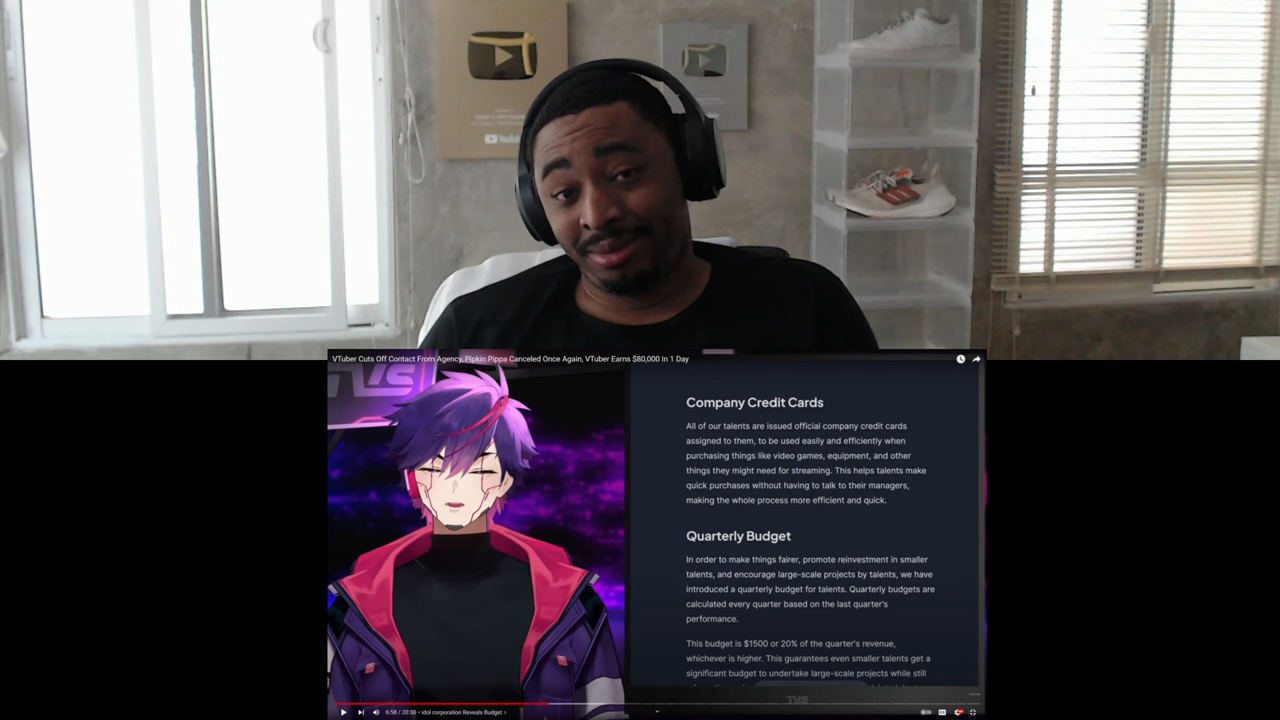 YouTube
VTuber Cuts Off Contact From Agency, Pipkin Pippa Canceled Once Again, VTuber Earns $80,000 In 1 Day
TVS
Company Credit Cards
All of our talents are issued official company credit cards
assigned to them, to be used easily and efficiently when
purchasing things like video games, equipment, and other
things they might need for streaming. This helps talents make
quick purchases without having to talk to their managers,
making the whole process more efficient and quick.
Quarterly Budget
In order to make things fairer, promote reinvestment in smaller
talents, and encourage large-scale projects by talents, we have
introduced a quarterly budget for talents. Quarterly budgets are
calculated every quarter based on the last quarter's
performance.
This budget is $1500 or 20% of the quarter's revenue,
whichever is higher. This guarantees even smaller talents get a
significant budget to undertake large-scale projects while still
TVS
6:58 / 20:38 • idol corporation Reveals Budget ›